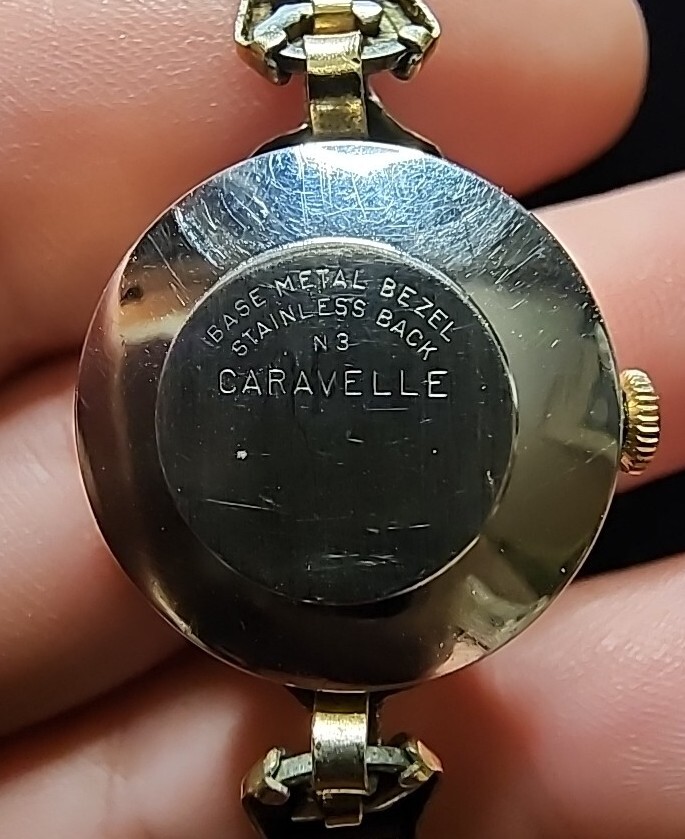 BASE METAL BEZEL
STAINLESS BACK
N3
CARAVELLE